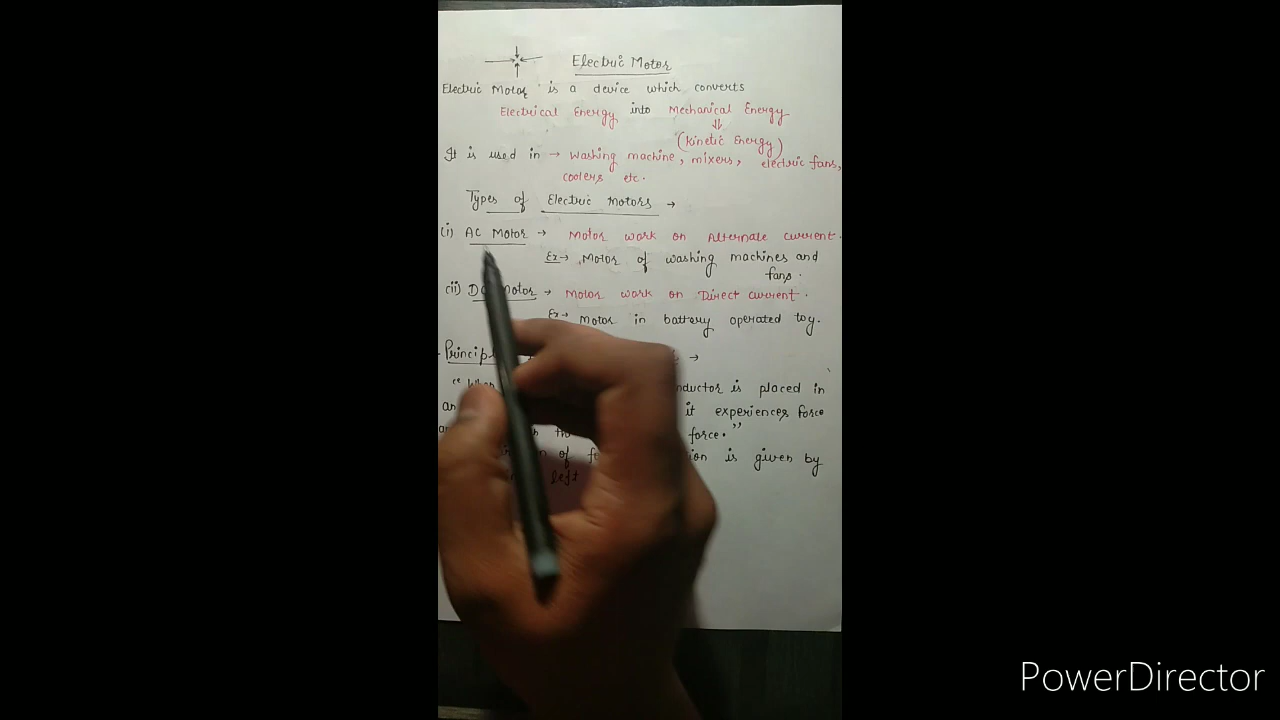 Electric Motor
Electric Motor is a device which converts
Electrical Energy into Mechanical Energy
⇓
(Kinetic Energy)
It is used in → washing machine, mixers, electric fans,
coolers etc.
Types of Electric Motors →
(i) AC Motor → Motor work on Alternate current.
Ex→ Motor of washing machines and
fans.
(ii) DC Motor → Motor work on Direct current.
Ex→ Motor in battery operated toy.
→
is placed in
it experiences force
force."
of is given by
left
PowerDirector